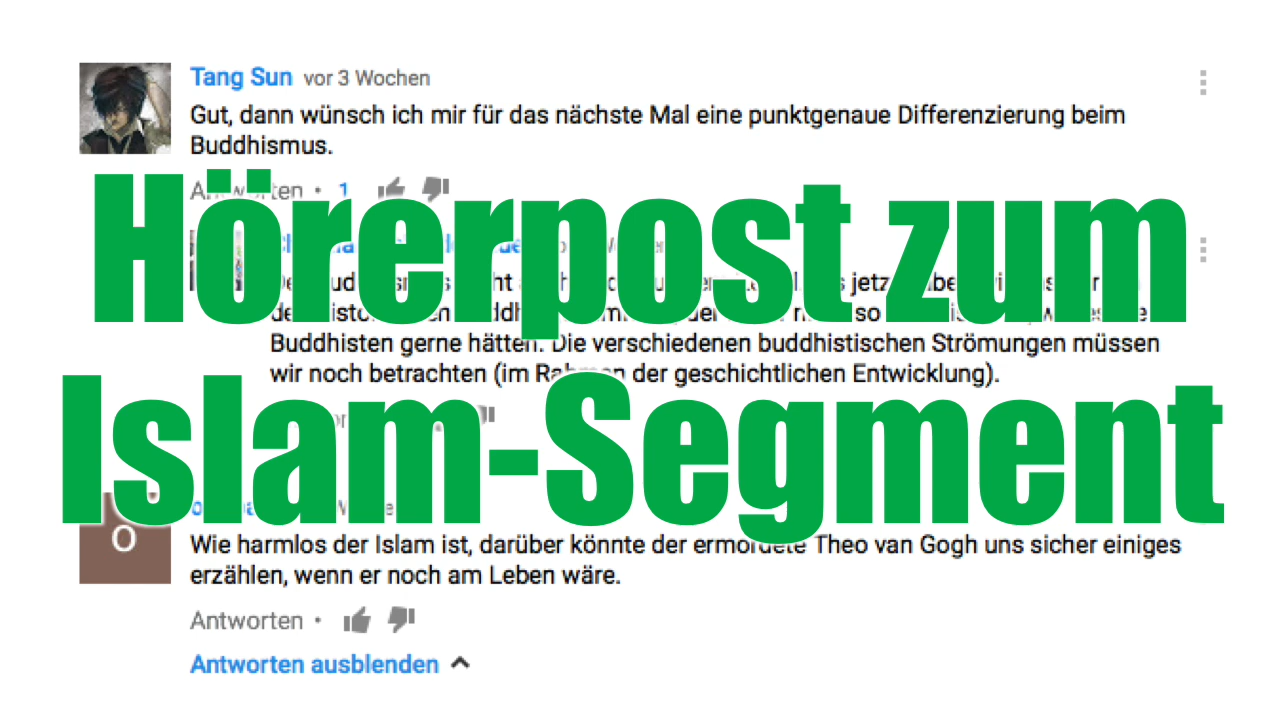 Tang Sun vor 3 Wochen
Gut, dann wünsch ich mir für das nächste Mal eine punktgenaue Differenzierung beim
Buddhismus.
Antworten • 1
Hörerpost zum
Buddhisten gerne hätten. Die verschiedenen buddhistischen Strömungen müssen
wir noch betrachten (im Rahmen der geschichtlichen Entwicklung).
Islam-Segment
O
Wie harmlos der Islam ist, darüber könnte der ermordete Theo van Gogh uns sicher einiges
erzählen, wenn er noch am Leben wäre.
Antworten •
Antworten ausblenden